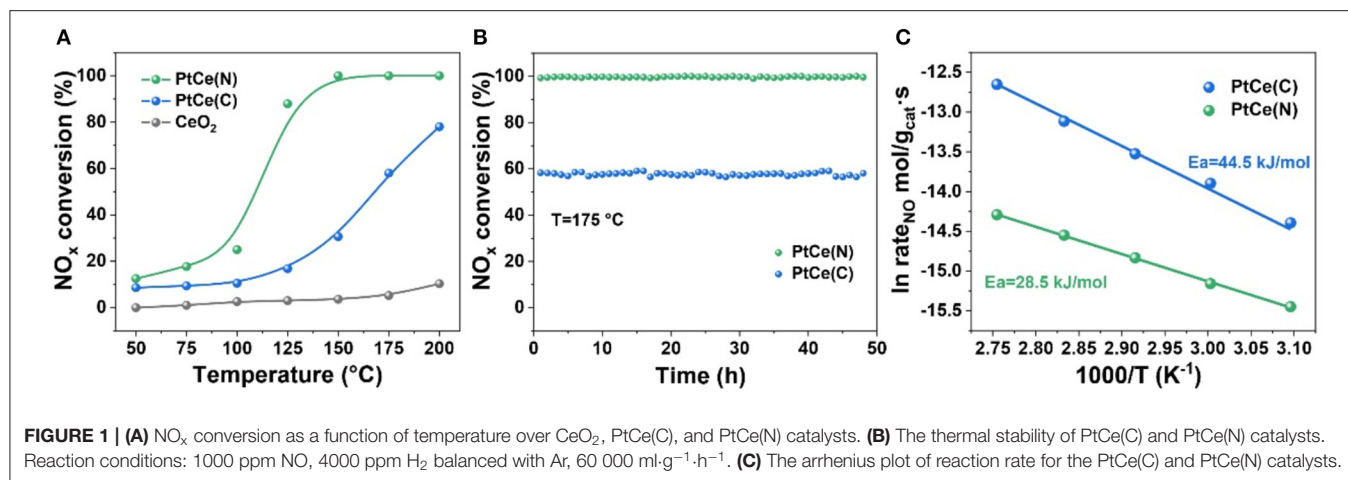 A
NOx conversion (%)
100
80
60
40
20
0
PtCe(N)
PtCe(C)
CeO2
50 75 100 125 150 175 200
Temperature (°C)
B
NOx conversion (%)
100
80
60
40
20
0
T=175 °C
PtCe(N)
PtCe(C)
0 10 20 30 40 50
Time (h)
C
ln rateNO mol/gcat·s
-12.5
-13.0
-13.5
-14.0
-14.5
-15.0
-15.5
PtCe(C)
PtCe(N)
Ea=44.5 kJ/mol
Ea=28.5 kJ/mol
2.75 2.80 2.85 2.90 2.95 3.00 3.05 3.10
1000/T (K-1)
FIGURE 1 | (A) NOx conversion as a function of temperature over CeO2, PtCe(C), and PtCe(N) catalysts. (B) The thermal stability of PtCe(C) and PtCe(N) catalysts.
Reaction conditions: 1000 ppm NO, 4000 ppm H2 balanced with Ar, 60 000 ml·g−1·h−1. (C) The arrhenius plot of reaction rate for the PtCe(C) and PtCe(N) catalysts.